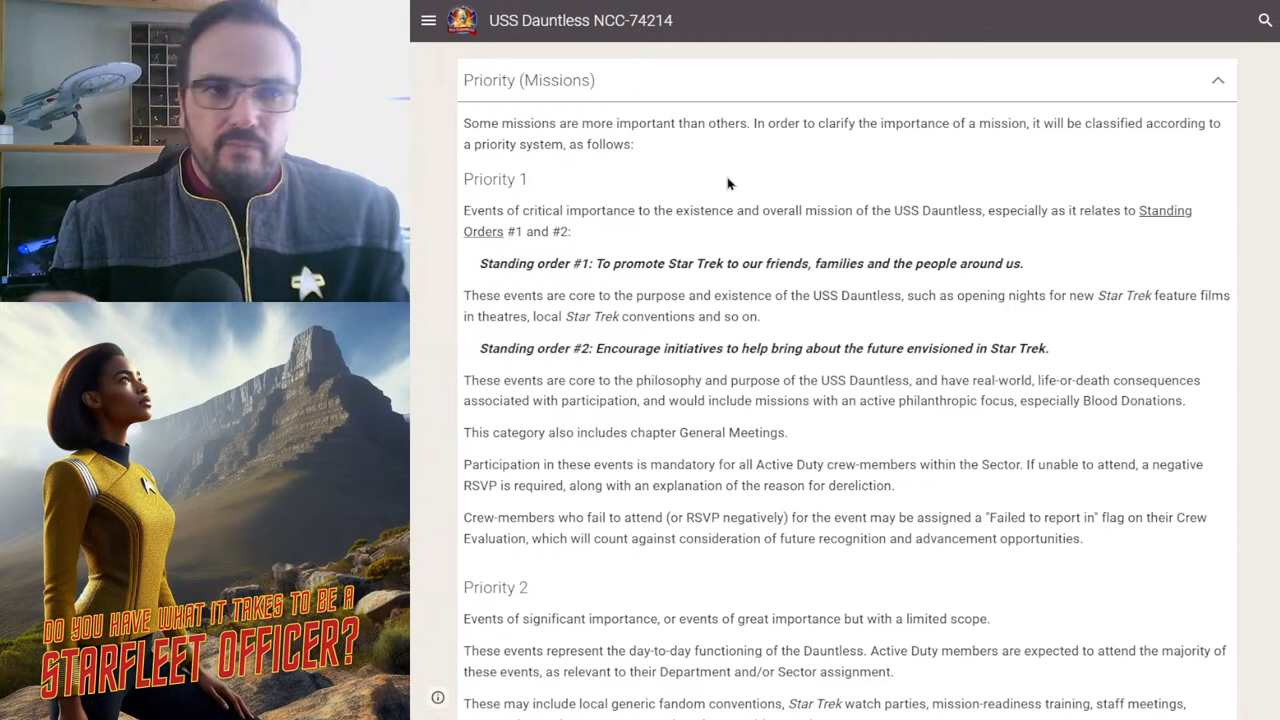 USS Dauntless NCC-74214
Priority (Missions)
Some missions are more important than others. In order to clarify the importance of a mission, it will be classified according to
a priority system, as follows:
Priority 1
Events of critical importance to the existence and overall mission of the USS Dauntless, especially as it relates to Standing
Orders #1 and #2:
Standing order #1: To promote Star Trek to our friends, families and the people around us.
These events are core to the purpose and existence of the USS Dauntless, such as opening nights for new Star Trek feature films
in theatres, local Star Trek conventions and so on.
Standing order #2: Encourage initiatives to help bring about the future envisioned in Star Trek.
These events are core to the philosophy and purpose of the USS Dauntless, and have real-world, life-or-death consequences
associated with participation, and would include missions with an active philanthropic focus, especially Blood Donations.
This category also includes chapter General Meetings.
Participation in these events is mandatory for all Active Duty crew-members within the Sector. If unable to attend, a negative
RSVP is required, along with an explanation of the reason for dereliction.
Crew-members who fail to attend (or RSVP negatively) for the event may be assigned a "Failed to report in" flag on their Crew
Evaluation, which will count against consideration of future recognition and advancement opportunities.
Priority 2
Events of significant importance, or events of great importance but with a limited scope.
These events represent the day-to-day functioning of the Dauntless. Active Duty members are expected to attend the majority of
these events, as relevant to their Department and/or Sector assignment.
These may include local generic fandom conventions, Star Trek watch parties, mission-readiness training, staff meetings,
DO YOU HAVE WHAT IT TAKES TO BE A
STARFLEET OFFICER?